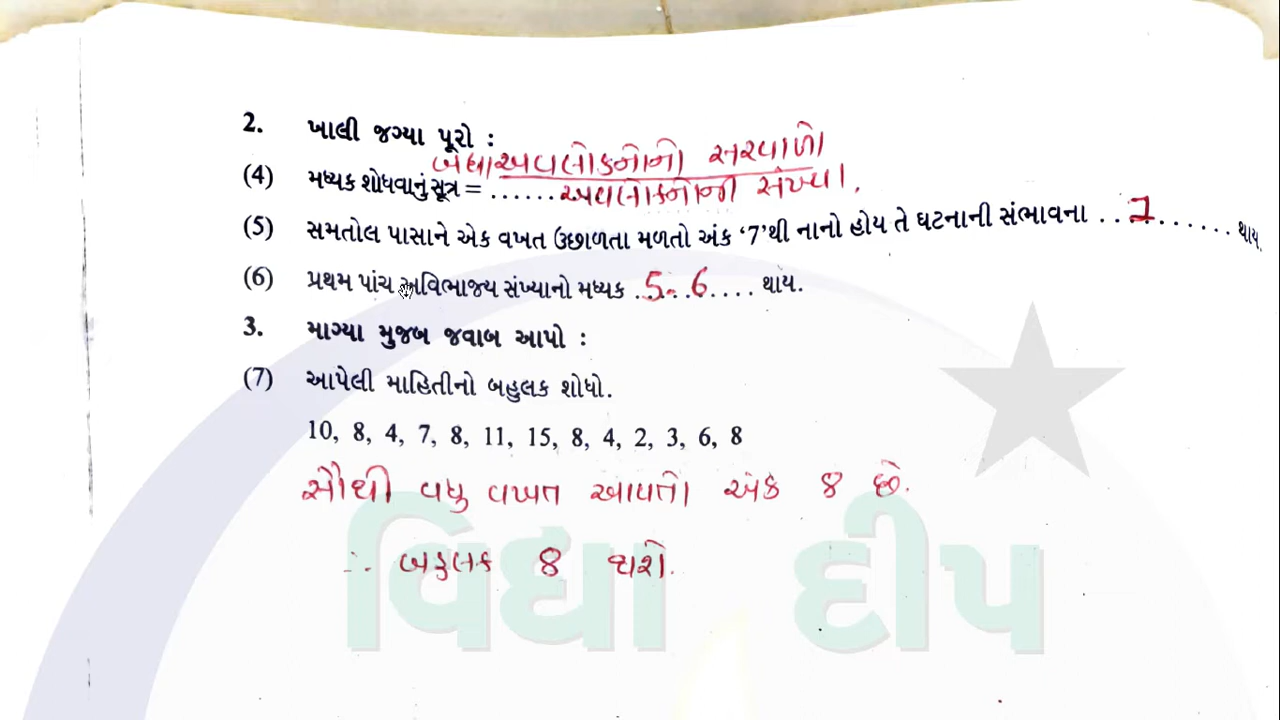 2. ખાલી જગ્યા પૂરો :
બધા અવલોકનોનો સરવાળો
(4) મધ્યક શોધવાનું સૂત્ર = ...... અવલોકનોની સંખ્યા.
(5) સમતોલ પાસાને એક વખત ઉછાળતા મળતો અંક ‘7’થી નાનો હોય તે ઘટનાની સંભાવના ..1...... થાય.
(6) પ્રથમ પાંચ અવિભાજ્ય સંખ્યાનો મધ્યક ..5.6.... થાય.
3. માગ્યા મુજબ જવાબ આપો :
(7) આપેલી માહિતીનો બહુલક શોધો.
10, 8, 4, 7, 8, 11, 15, 8, 4, 2, 3, 6, 8
સૌથી વધુ વખત આવતો અંક 8 છે.
∴ બહુલક 8 થશે.
વિદ્યા દીપ